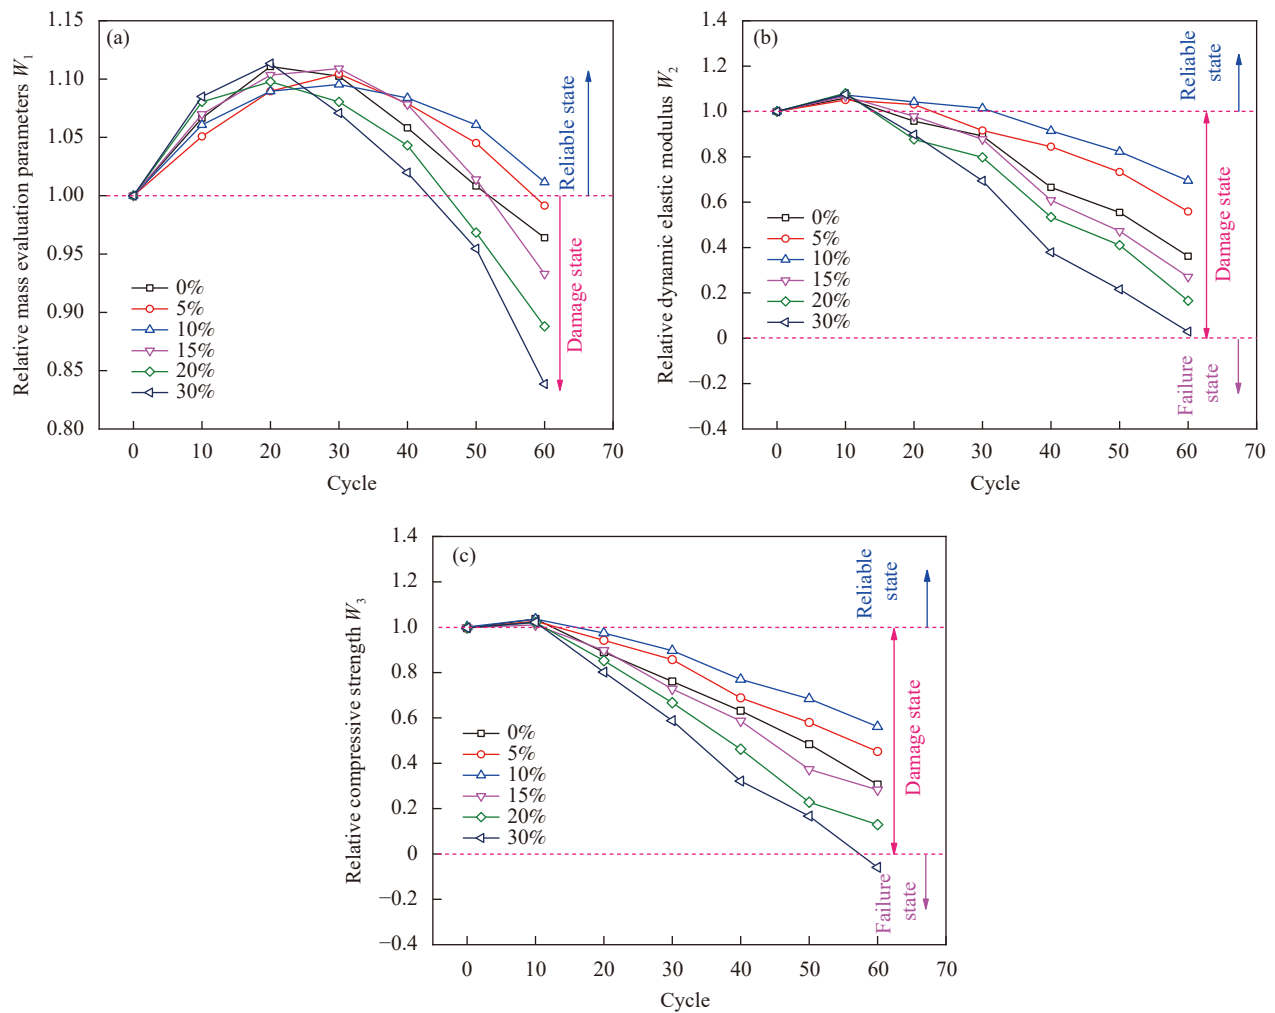 (a)
Relative mass evaluation parameters W1
1.15
1.10
1.05
1.00
0.95
0.90
0.85
0.80
Reliable state
Damage state
0%
5%
10%
15%
20%
30%
0 10 20 30 40 50 60 70
Cycle
(b)
Relative dynamic elastic modulus W2
1.4
1.2
1.0
0.8
0.6
0.4
0.2
0
−0.2
−0.4
Reliable
state
Damage state
Failure
state
0%
5%
10%
15%
20%
30%
0 10 20 30 40 50 60 70
Cycle
(c)
Relative compressive strength W3
1.4
1.2
1.0
0.8
0.6
0.4
0.2
0
−0.2
−0.4
Reliable
state
Damage state
Failure
state
0%
5%
10%
15%
20%
30%
0 10 20 30 40 50 60 70
Cycle